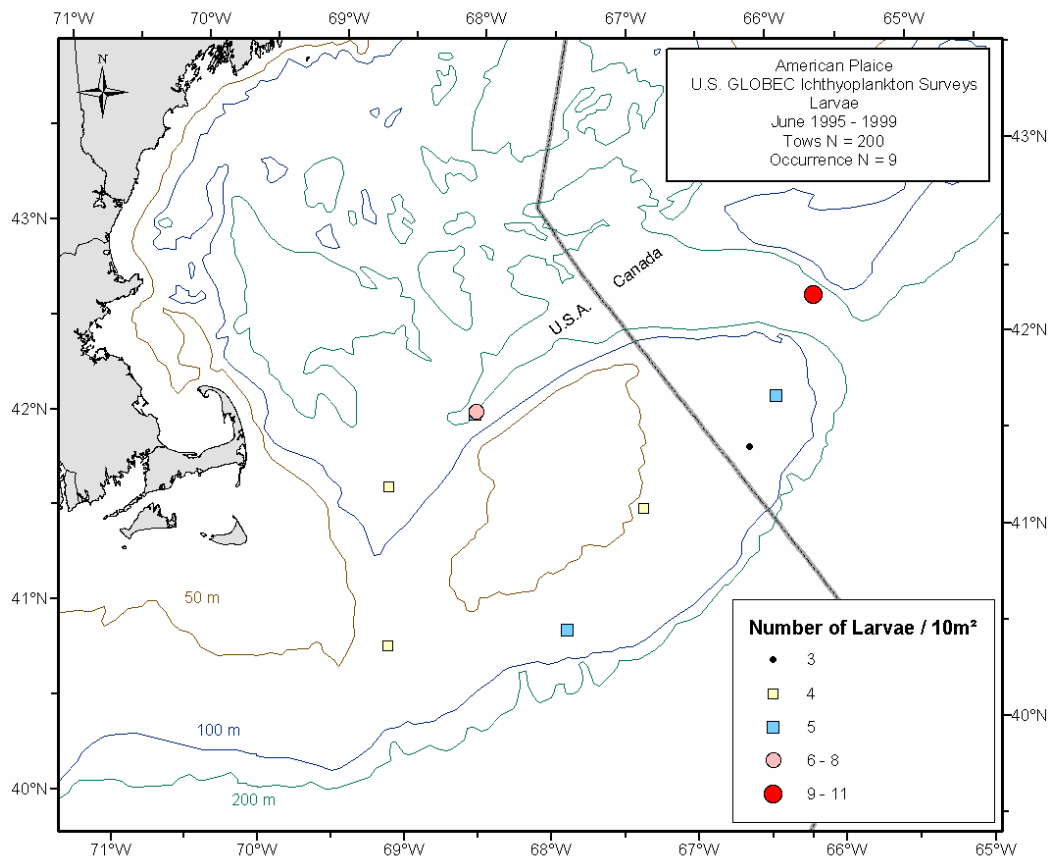 71°W 70°W 69°W 68°W 67°W 66°W 65°W
N
American Plaice
U.S. GLOBEC Ichthyoplankton Surveys
Larvae
June 1995 - 1999
Tows N = 200
Occurrence N = 9
43°N
43°N
Canada
U.S.A.
42°N
42°N
41°N
50 m
41°N
Number of Larvae / 10m²
3
4
5
6 - 8
9 - 11
40°N
100 m
40°N
200 m
71°W 70°W 69°W 68°W 67°W 66°W 65°W